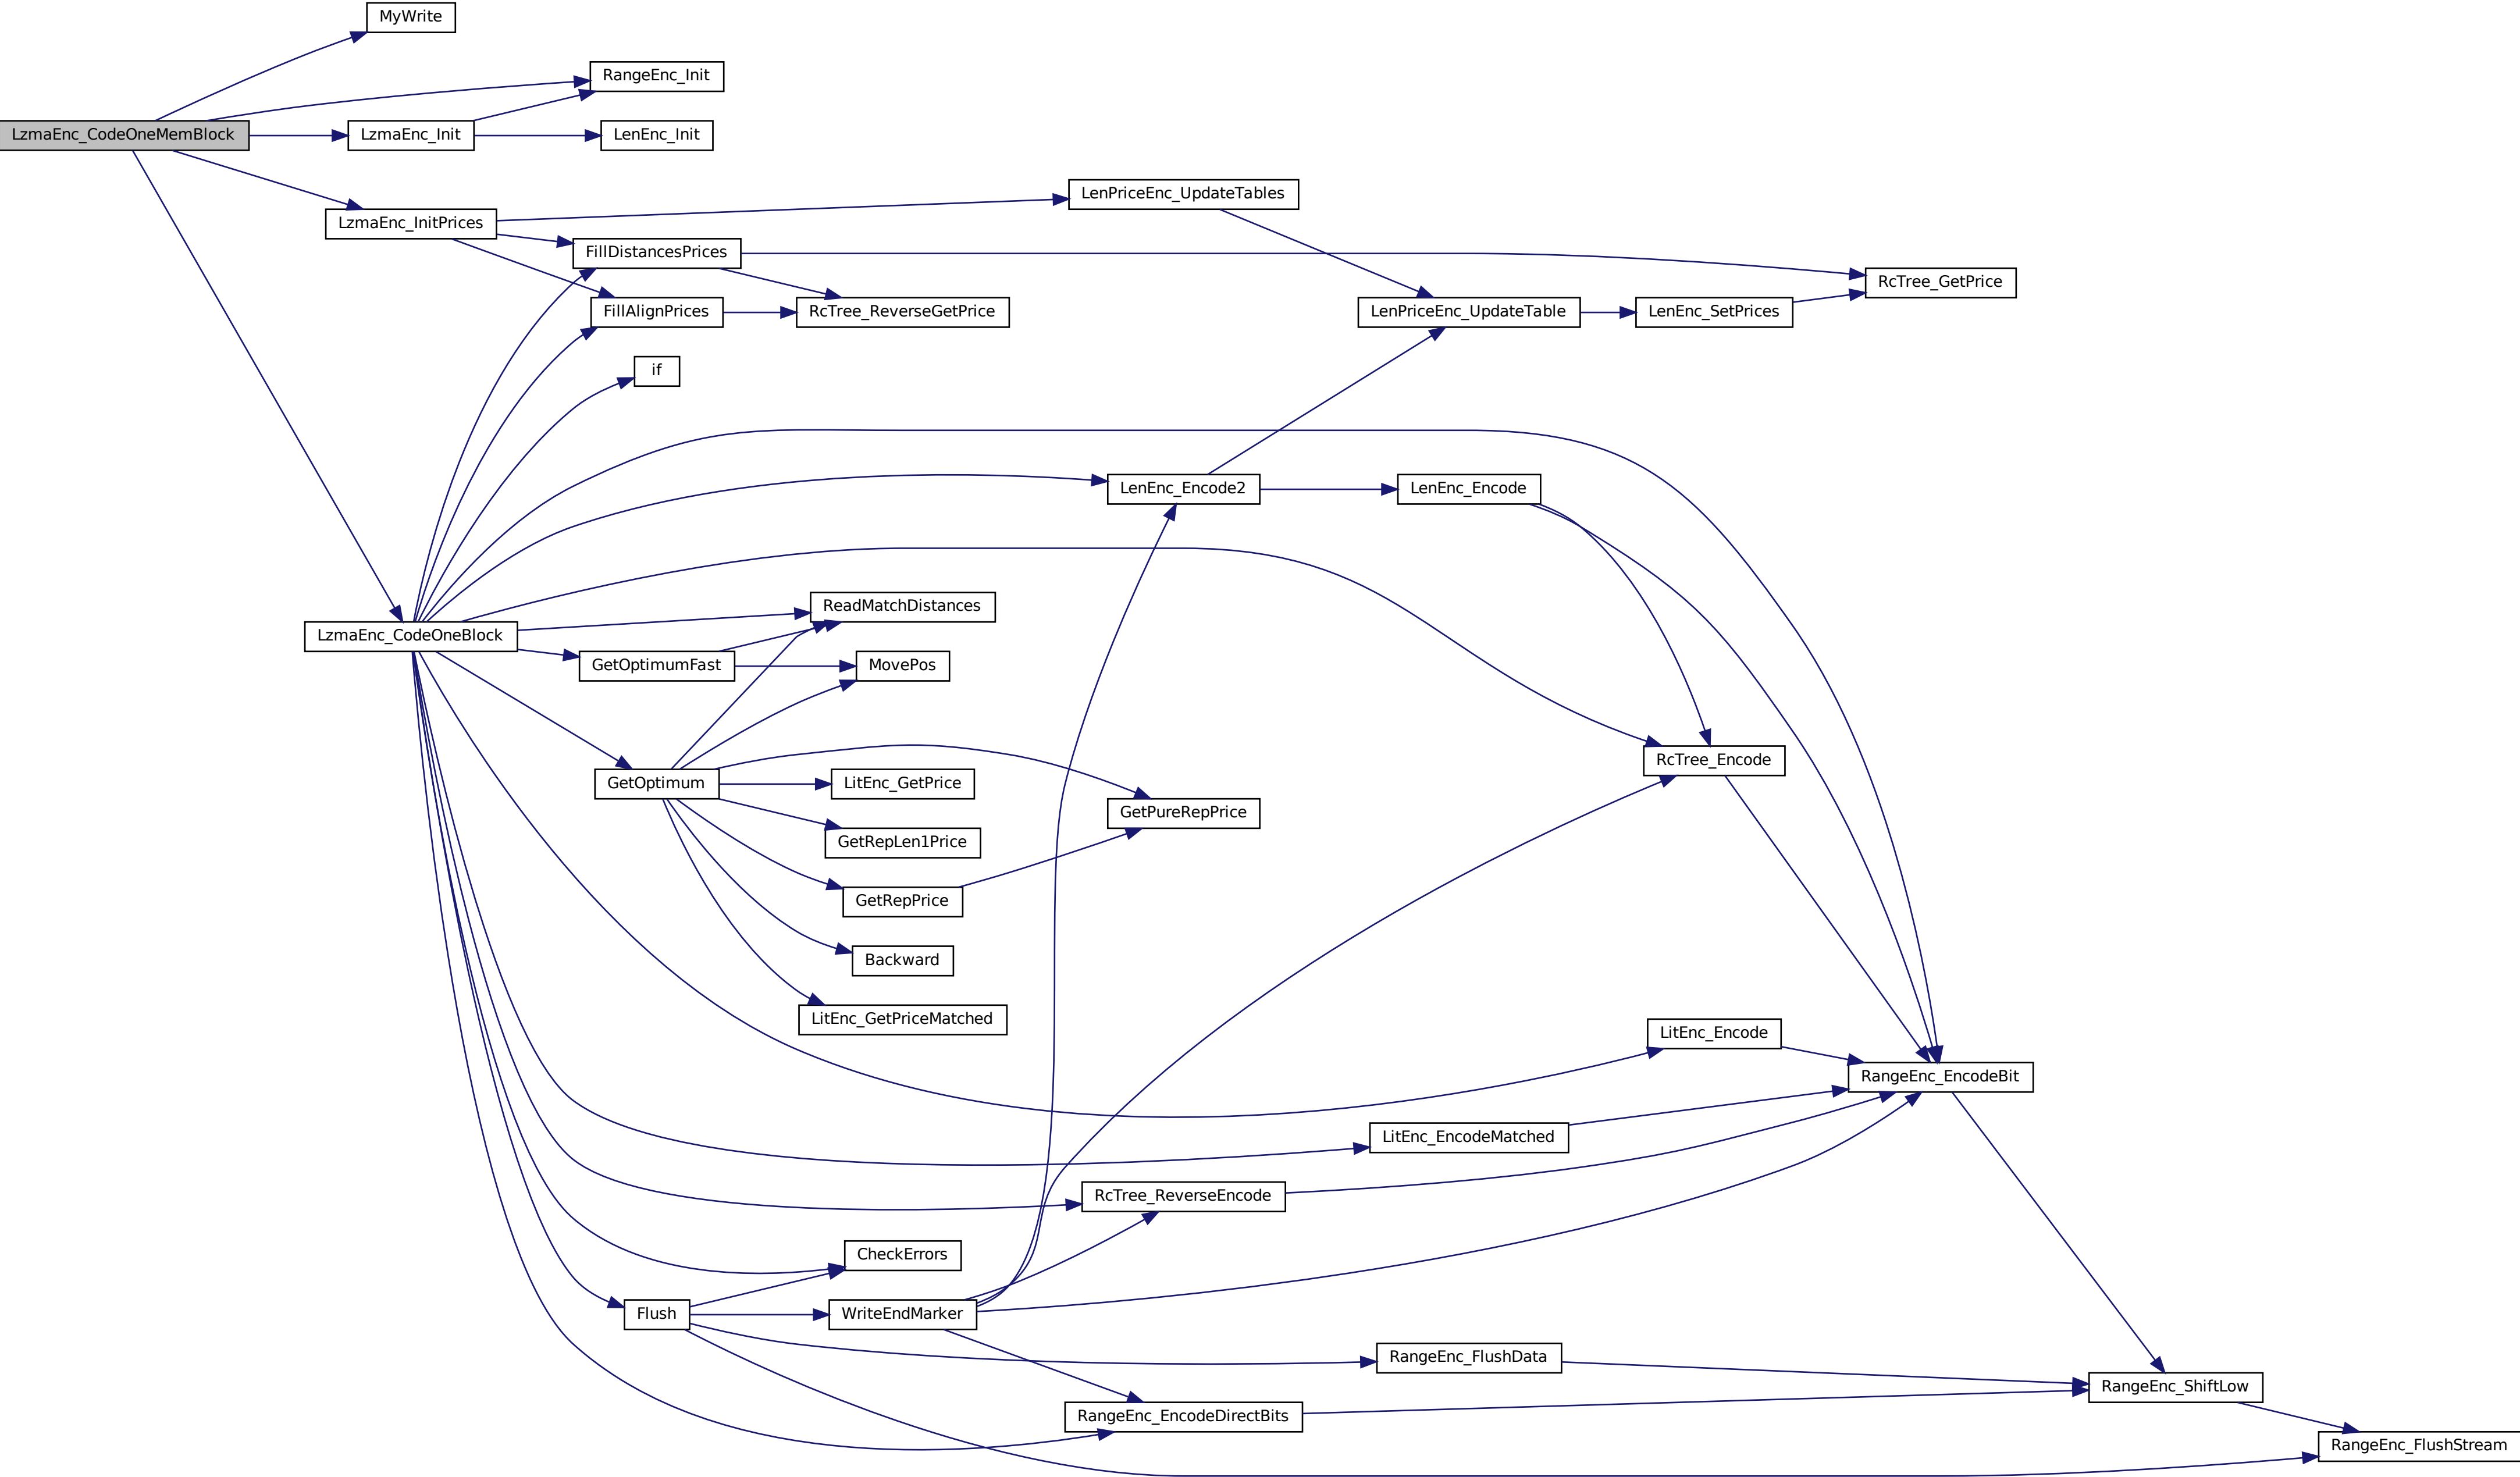 MyWrite
RangeEnc_Init
LzmaEnc_CodeOneMemBlock
LzmaEnc_Init
LenEnc_Init
LenPriceEnc_UpdateTables
LzmaEnc_InitPrices
FillDistancesPrices
RcTree_GetPrice
FillAlignPrices
RcTree_ReverseGetPrice
LenPriceEnc_UpdateTable
LenEnc_SetPrices
if
LenEnc_Encode2
LenEnc_Encode
ReadMatchDistances
LzmaEnc_CodeOneBlock
GetOptimumFast
MovePos
RcTree_Encode
GetOptimum
LitEnc_GetPrice
GetPureRepPrice
GetRepLen1Price
GetRepPrice
Backward
LitEnc_GetPriceMatched
LitEnc_Encode
RangeEnc_EncodeBit
LitEnc_EncodeMatched
RcTree_ReverseEncode
CheckErrors
Flush
WriteEndMarker
RangeEnc_FlushData
RangeEnc_ShiftLow
RangeEnc_EncodeDirectBits
RangeEnc_FlushStream